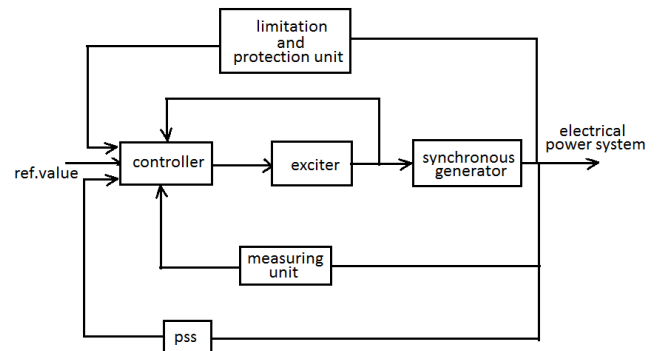 limitation
and
protection unit
electrical
power system
controller
exciter
synchronous
generator
ref.value
measuring
unit
pss